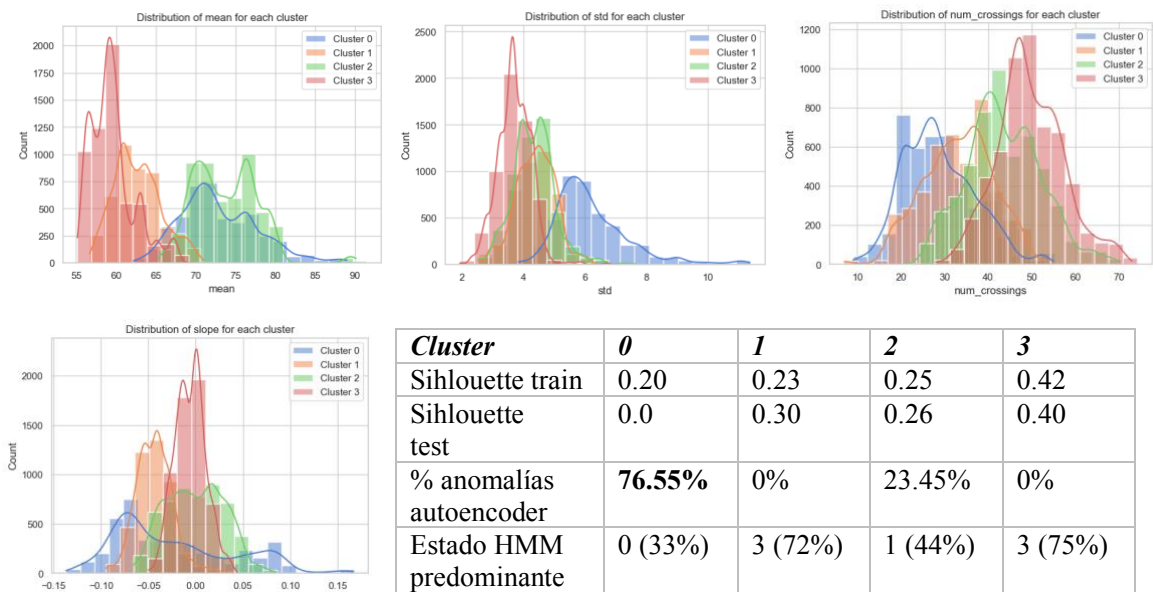 Distribution of mean for each cluster
Cluster 0
Cluster 1
Cluster 2
Cluster 3
Count
2000
1750
1500
1250
1000
750
500
250
0
55 60 65 70 75 80 85 90
mean
Distribution of std for each cluster
Cluster 0
Cluster 1
Cluster 2
Cluster 3
Count
2500
2000
1500
1000
500
0
2 4 6 8 10
std
Distribution of num_crossings for each cluster
Cluster 0
Cluster 1
Cluster 2
Cluster 3
Count
1200
1000
800
600
400
200
0
10 20 30 40 50 60 70
num_crossings
Distribution of slope for each cluster
Cluster 0
Cluster 1
Cluster 2
Cluster 3
Count
2000
1500
1000
500
0
−0.15 −0.10 −0.05 0.00 0.05 0.10 0.15
Cluster 0 1 2 3
Sihlouette train 0.20 0.23 0.25 0.42
Sihlouette 0.0 0.30 0.26 0.40
test
% anomalías 76.55% 0% 23.45% 0%
autoencoder
Estado HMM 0 (33%) 3 (72%) 1 (44%) 3 (75%)
predominante